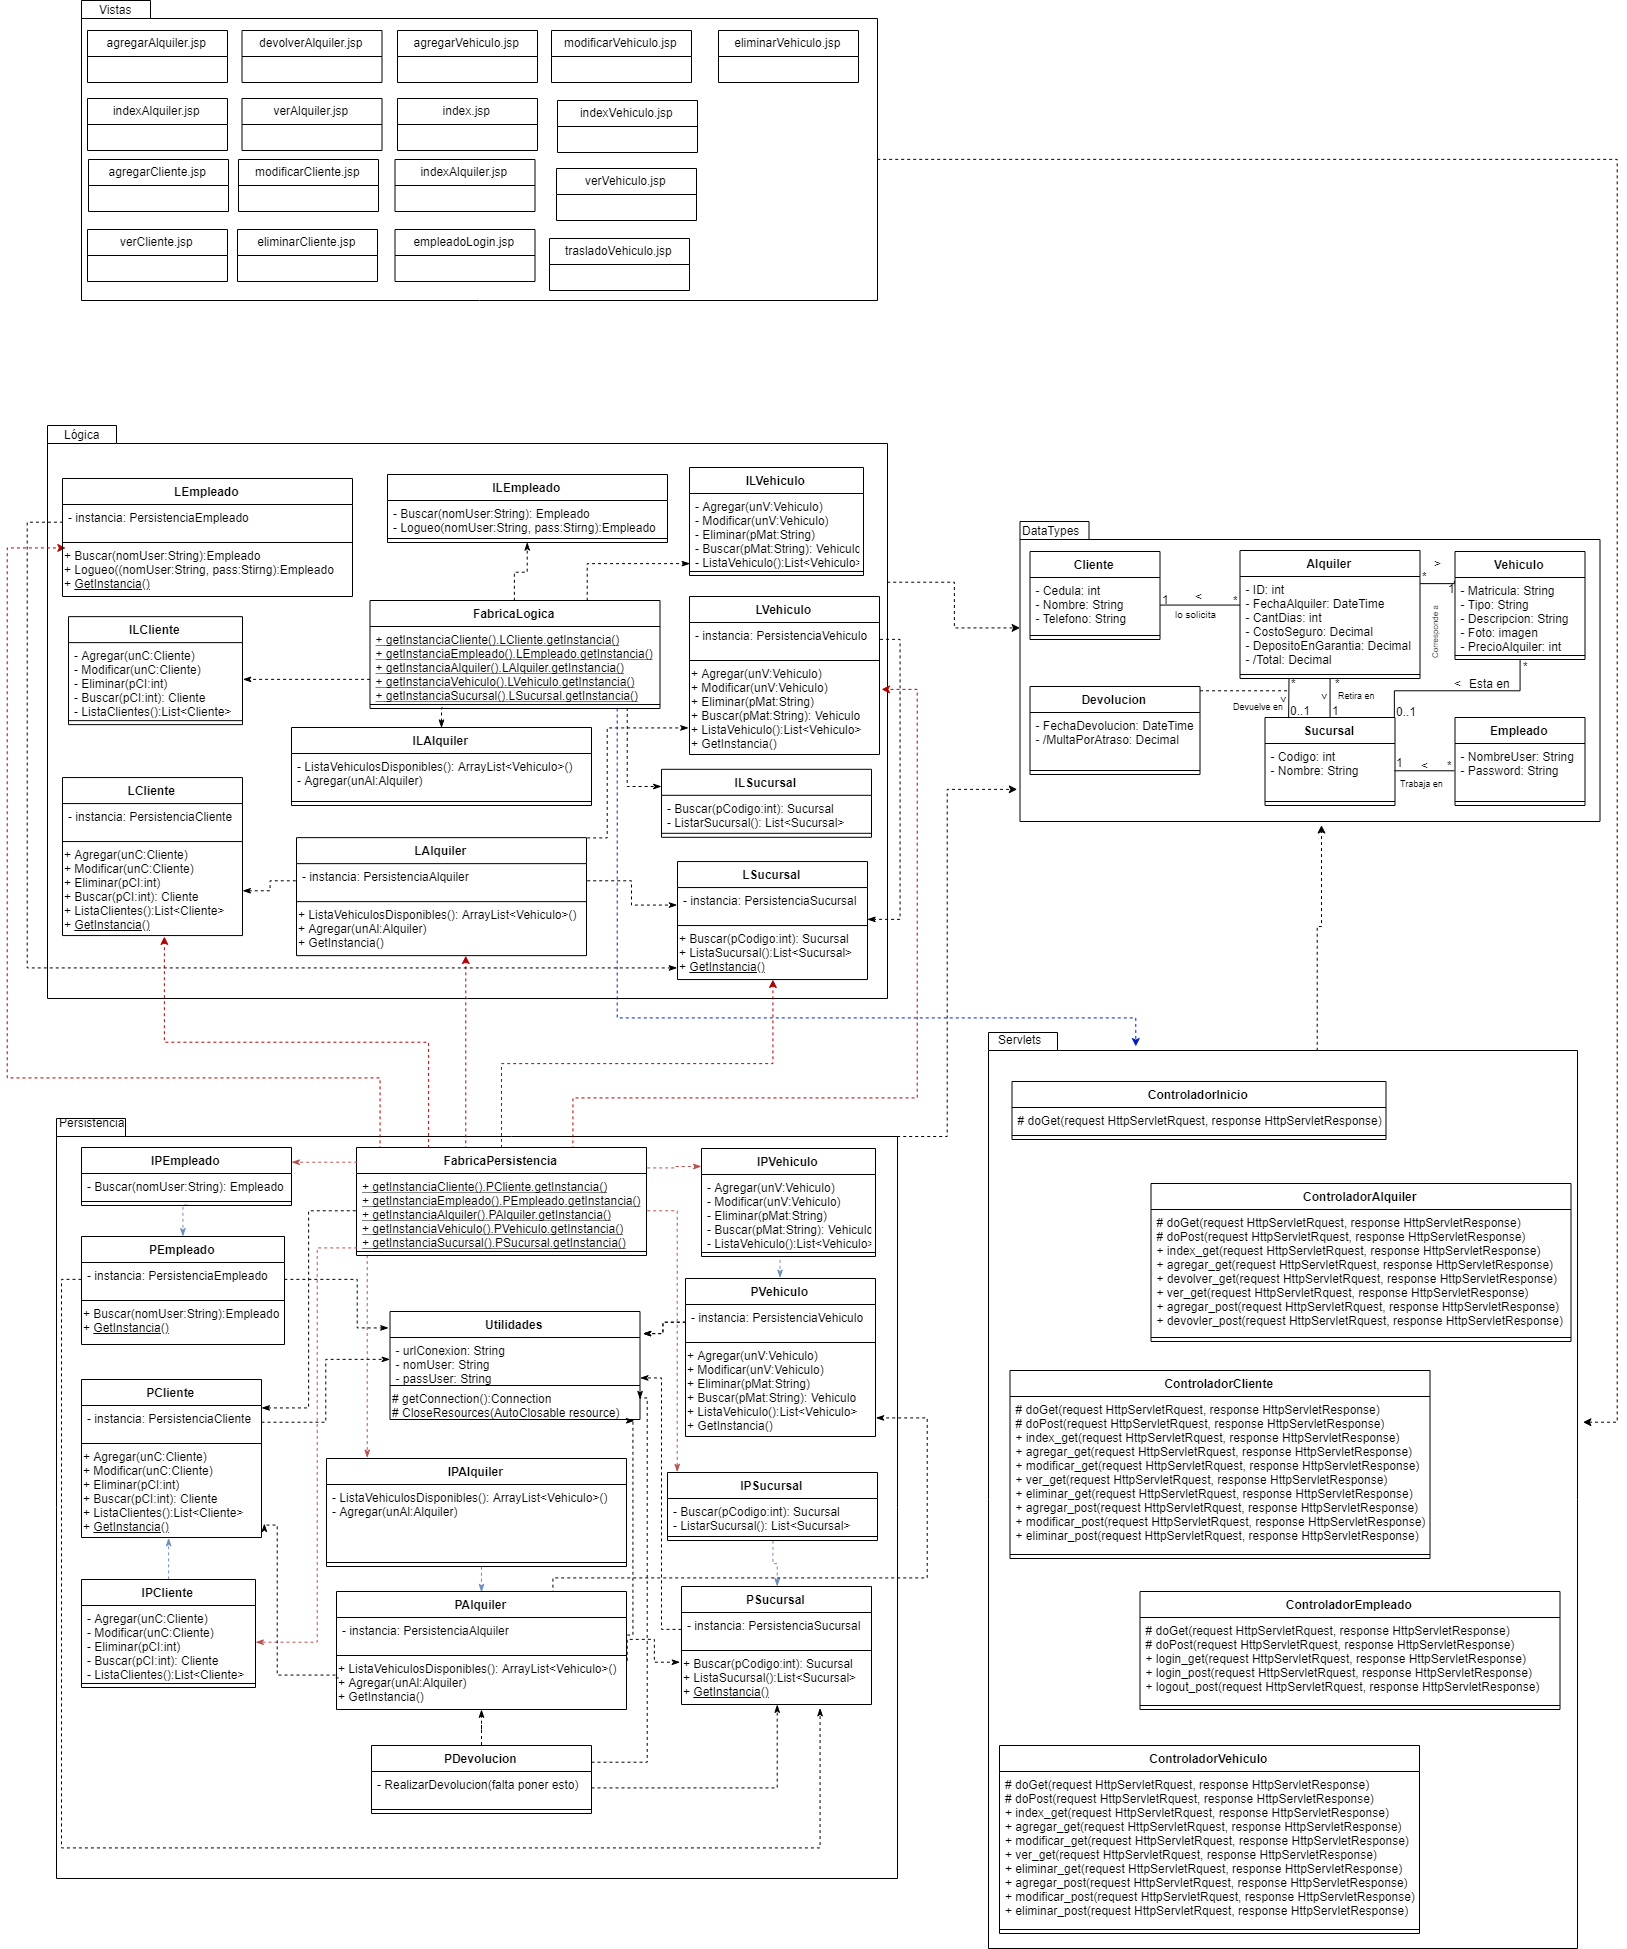 Vistas
agregarAlquiler.jsp
devolverAlquiler.jsp
agregarVehiculo.jsp
modificarVehiculo.jsp
eliminarVehiculo.jsp
indexAlquiler.jsp
verAlquiler.jsp
index.jsp
indexVehiculo.jsp
agregarCliente.jsp
modificarCliente.jsp
indexAlquiler.jsp
verVehiculo.jsp
verCliente.jsp
eliminarCliente.jsp
empleadoLogin.jsp
trasladoVehiculo.jsp
Lógica
LEmpleado
- instancia: PersistenciaEmpleado
+ Buscar(nomUser:String):Empleado
+ Logueo((nomUser:String, pass:Stirng):Empleado
+ GetInstancia()
ILEmpleado
- Buscar(nomUser:String): Empleado
- Logueo(nomUser:String, pass:Stirng):Empleado
ILVehiculo
- Agregar(unV:Vehiculo)
- Modificar(unV:Vehiculo)
- Eliminar(pMat:String)
- Buscar(pMat:String): Vehiculo
- ListaVehiculo():List<Vehiculo>
FabricaLogica
+ getInstanciaCliente().LCliente.getInstancia()
+ getInstanciaEmpleado().LEmpleado.getInstancia()
+ getInstanciaAlquiler().LAlquiler.getInstancia()
+ getInstanciaVehiculo().LVehiculo.getInstancia()
+ getInstanciaSucursal().LSucursal.getInstancia()
LVehiculo
- instancia: PersistenciaVehiculo
+ Agregar(unV:Vehiculo)
+ Modificar(unV:Vehiculo)
+ Eliminar(pMat:String)
+ Buscar(pMat:String): Vehiculo
+ ListaVehiculo():List<Vehiculo>
+ GetInstancia()
ILCliente
- Agregar(unC:Cliente)
- Modificar(unC:Cliente)
- Eliminar(pCI:int)
- Buscar(pCI:int): Cliente
- ListaClientes():List<Cliente>
ILAlquiler
- ListaVehiculosDisponibles(): ArrayList<Vehiculo>()
- Agregar(unAl:Alquiler)
ILSucursal
- Buscar(pCodigo:int): Sucursal
- ListarSucursal(): List<Sucursal>
LCliente
- instancia: PersistenciaCliente
+ Agregar(unC:Cliente)
+ Modificar(unC:Cliente)
+ Eliminar(pCI:int)
+ Buscar(pCI:int): Cliente
+ ListaClientes():List<Cliente>
+ GetInstancia()
LAlquiler
- instancia: PersistenciaAlquiler
+ ListaVehiculosDisponibles(): ArrayList<Vehiculo>()
+ Agregar(unAl:Alquiler)
+ GetInstancia()
LSucursal
- instancia: PersistenciaSucursal
+ Buscar(pCodigo:int): Sucursal
+ ListaSucursal():List<Sucursal>
+ GetInstancia()
DataTypes
Cliente
- Cedula: int
- Nombre: String
- Telefono: String
1
<
*
lo solicita
Alquiler
- ID: int
- FechaAlquiler: DateTime
- CantDias: int
- CostoSeguro: Decimal
- DepositoEnGarantia: Decimal
- /Total: Decimal
>
*
1
Corresponde a
Vehiculo
- Matricula: String
- Tipo: String
- Descripcion: String
- Foto: imagen
- PrecioAlquiler: int
*
< Esta en
0..1
Devolucion
- FechaDevolucion: DateTime
- /MultaPorAtraso: Decimal
*
v
Devuelve en
0..1
*
v
Retira en
1
Sucursal
- Codigo: int
- Nombre: String
1
<
*
Trabaja en
Empleado
- NombreUser: String
- Password: String
Servlets
ControladorInicio
# doGet(request HttpServletRquest, response HttpServletResponse)
ControladorAlquiler
# doGet(request HttpServletRquest, response HttpServletResponse)
# doPost(request HttpServletRquest, response HttpServletResponse)
+ index_get(request HttpServletRquest, response HttpServletResponse)
+ agregar_get(request HttpServletRquest, response HttpServletResponse)
+ devolver_get(request HttpServletRquest, response HttpServletResponse)
+ ver_get(request HttpServletRquest, response HttpServletResponse)
+ agregar_post(request HttpServletRquest, response HttpServletResponse)
+ devovler_post(request HttpServletRquest, response HttpServletResponse)
ControladorCliente
# doGet(request HttpServletRquest, response HttpServletResponse)
# doPost(request HttpServletRquest, response HttpServletResponse)
+ index_get(request HttpServletRquest, response HttpServletResponse)
+ agregar_get(request HttpServletRquest, response HttpServletResponse)
+ modificar_get(request HttpServletRquest, response HttpServletResponse)
+ ver_get(request HttpServletRquest, response HttpServletResponse)
+ eliminar_get(request HttpServletRquest, response HttpServletResponse)
+ agregar_post(request HttpServletRquest, response HttpServletResponse)
+ modificar_post(request HttpServletRquest, response HttpServletResponse)
+ eliminar_post(request HttpServletRquest, response HttpServletResponse)
ControladorEmpleado
# doGet(request HttpServletRquest, response HttpServletResponse)
# doPost(request HttpServletRquest, response HttpServletResponse)
+ login_get(request HttpServletRquest, response HttpServletResponse)
+ login_post(request HttpServletRquest, response HttpServletResponse)
+ logout_post(request HttpServletRquest, response HttpServletResponse)
ControladorVehiculo
# doGet(request HttpServletRquest, response HttpServletResponse)
# doPost(request HttpServletRquest, response HttpServletResponse)
+ index_get(request HttpServletRquest, response HttpServletResponse)
+ agregar_get(request HttpServletRquest, response HttpServletResponse)
+ modificar_get(request HttpServletRquest, response HttpServletResponse)
+ ver_get(request HttpServletRquest, response HttpServletResponse)
+ eliminar_get(request HttpServletRquest, response HttpServletResponse)
+ agregar_post(request HttpServletRquest, response HttpServletResponse)
+ modificar_post(request HttpServletRquest, response HttpServletResponse)
+ eliminar_post(request HttpServletRquest, response HttpServletResponse)
Persistencia
IPEmpleado
- Buscar(nomUser:String): Empleado
FabricaPersistencia
+ getInstanciaCliente().PCliente.getInstancia()
+ getInstanciaEmpleado().PEmpleado.getInstancia()
+ getInstanciaAlquiler().PAlquiler.getInstancia()
+ getInstanciaVehiculo().PVehiculo.getInstancia()
+ getInstanciaSucursal().PSucursal.getInstancia()
IPVehiculo
- Agregar(unV:Vehiculo)
- Modificar(unV:Vehiculo)
- Eliminar(pMat:String)
- Buscar(pMat:String): Vehiculo
- ListaVehiculo():List<Vehiculo>
PEmpleado
- instancia: PersistenciaEmpleado
+ Buscar(nomUser:String):Empleado
+ GetInstancia()
Utilidades
- urlConexion: String
- nomUser: String
- passUser: String
# getConnection():Connection
# CloseResources(AutoClosable resource)
PVehiculo
- instancia: PersistenciaVehiculo
+ Agregar(unV:Vehiculo)
+ Modificar(unV:Vehiculo)
+ Eliminar(pMat:String)
+ Buscar(pMat:String): Vehiculo
+ ListaVehiculo():List<Vehiculo>
+ GetInstancia()
PCliente
- instancia: PersistenciaCliente
+ Agregar(unC:Cliente)
+ Modificar(unC:Cliente)
+ Eliminar(pCI:int)
+ Buscar(pCI:int): Cliente
+ ListaClientes():List<Cliente>
+ GetInstancia()
IPAlquiler
- ListaVehiculosDisponibles(): ArrayList<Vehiculo>()
- Agregar(unAl:Alquiler)
IPSucursal
- Buscar(pCodigo:int): Sucursal
- ListarSucursal(): List<Sucursal>
IPCliente
- Agregar(unC:Cliente)
- Modificar(unC:Cliente)
- Eliminar(pCI:int)
- Buscar(pCI:int): Cliente
- ListaClientes():List<Cliente>
PAlquiler
- instancia: PersistenciaAlquiler
+ ListaVehiculosDisponibles(): ArrayList<Vehiculo>()
+ Agregar(unAl:Alquiler)
+ GetInstancia()
PSucursal
- instancia: PersistenciaSucursal
+ Buscar(pCodigo:int): Sucursal
+ ListaSucursal():List<Sucursal>
+ GetInstancia()
PDevolucion
- RealizarDevolucion(falta poner esto)